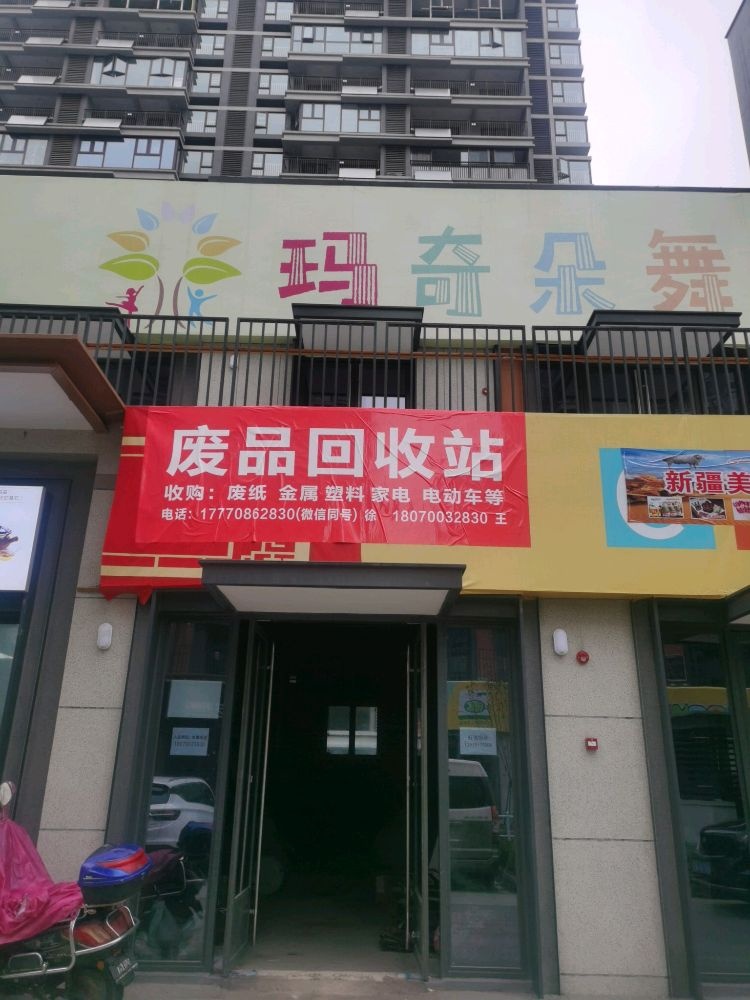 玛奇朵舞
废品回收站
收购：废纸 金属 塑料 家电 电动车等
电话：17770862830(微信同号) 徐 18070032830 王
新疆美